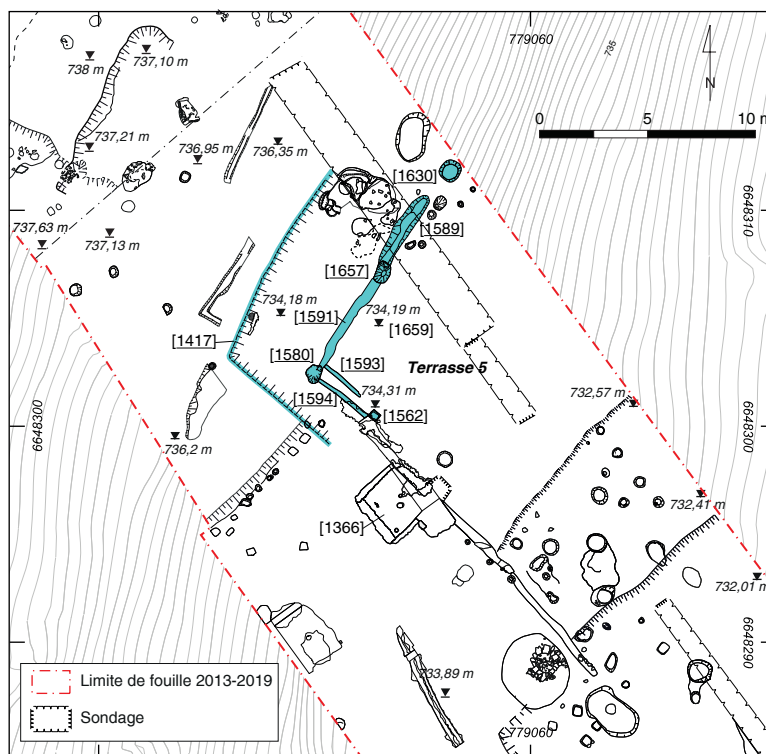 779060
735
738 m
737,10 m
N
0 5 10 m
737,21 m
736,95 m
736,35 m
[1630]
6648310
737,63 m
737,13 m
[1589]
[1657]
734,18 m
734,19 m
[1591]
[1659]
[1417]
[1580]
[1593]
Terrasse 5
[1594]
734,31 m
732,57 m
[1562]
6648300
6648300
736,2 m
732,41 m
[1366]
732,01 m
6648290
733,89 m
Limite de fouille 2013-2019
Sondage
779060